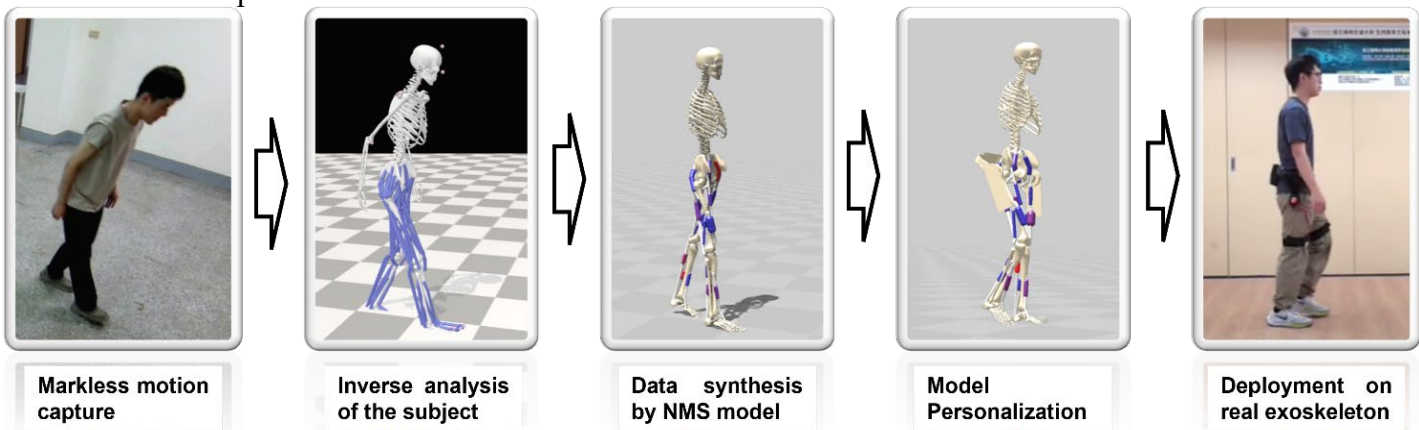 Markless motion
capture
Inverse analysis
of the subject
Data synthesis
by NMS model
Model
Personalization
Deployment on
real exoskeleton